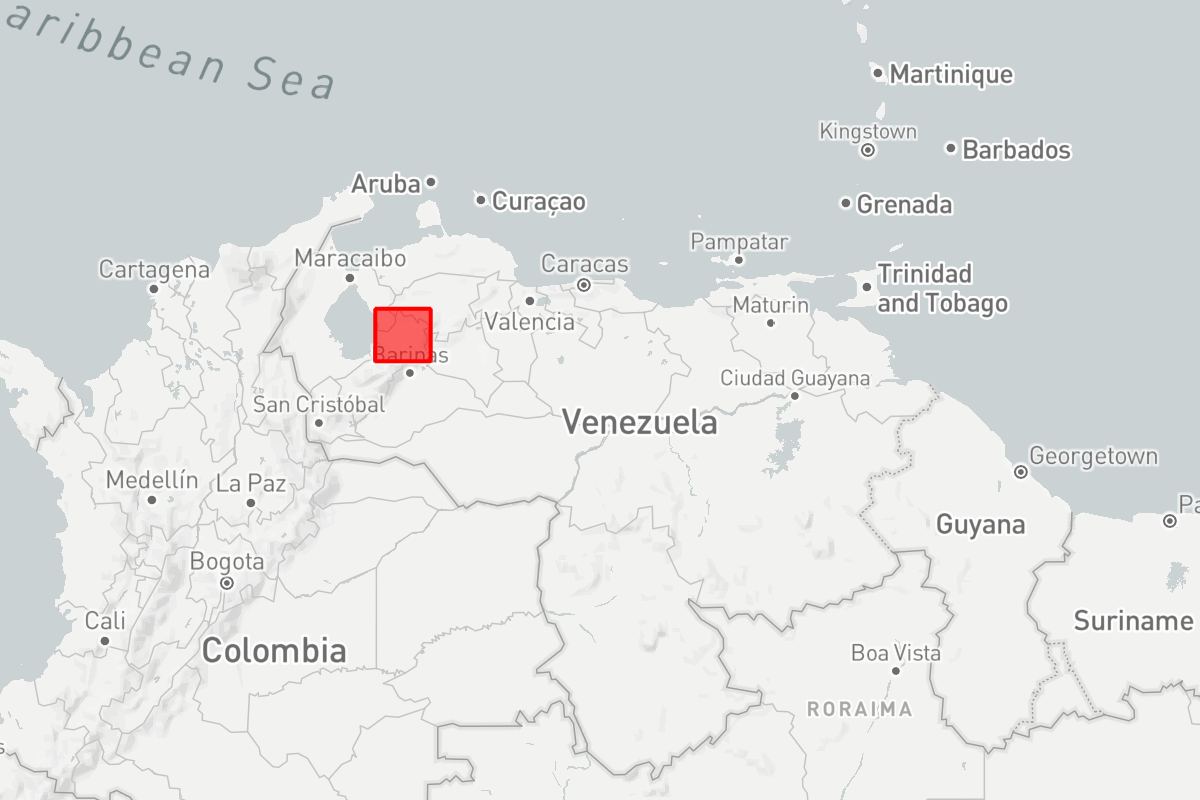 aribbean Sea
Martinique
Kingstown
Barbados
Aruba
Curaçao
Grenada
Pampatar
Cartagena
Maracaibo
Caracas
Trinidad
and Tobago
Valencia
Maturin
Barinas
Ciudad Guayana
San Cristóbal
Venezuela
Georgetown
Medellín
La Paz
Pa
Guyana
Bogota
Cali
Suriname
Colombia
Boa Vista
RORAIMA
s